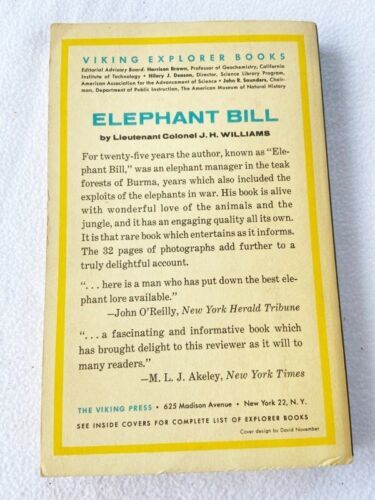 VIKING EXPLORER BOOKS
Editorial Advisory Board: Harrison Brown, Professor of Geochemistry, California
Institute of Technology • Hilary J. Deason, Director, Science Library Program,
American Association for the Advancement of Science • John R. Saunders, Chair-
man, Department of Public Instruction, The American Museum of Natural History
ELEPHANT BILL
by Lieutenant Colonel J. H. WILLIAMS
For twenty-five years the author, known as "Ele-
phant Bill," was an elephant manager in the teak
forests of Burma, years which also included the
exploits of the elephants in war. His book is alive
with wonderful love of the animals and the
jungle, and it has an engaging quality all its own.
It is that rare book which entertains as it informs.
The 32 pages of photographs add further to a
truly delightful account.
". . . here is a man who has put down the best ele-
phant lore available."
—John O'Reilly, New York Herald Tribune
". . . a fascinating and informative book which
has brought delight to this reviewer as it will to
many readers."
—M. L. J. Akeley, New York Times
THE VIKING PRESS • 625 Madison Avenue • New York 22, N. Y.
SEE INSIDE COVERS FOR COMPLETE LIST OF EXPLORER BOOKS
Cover design by David November